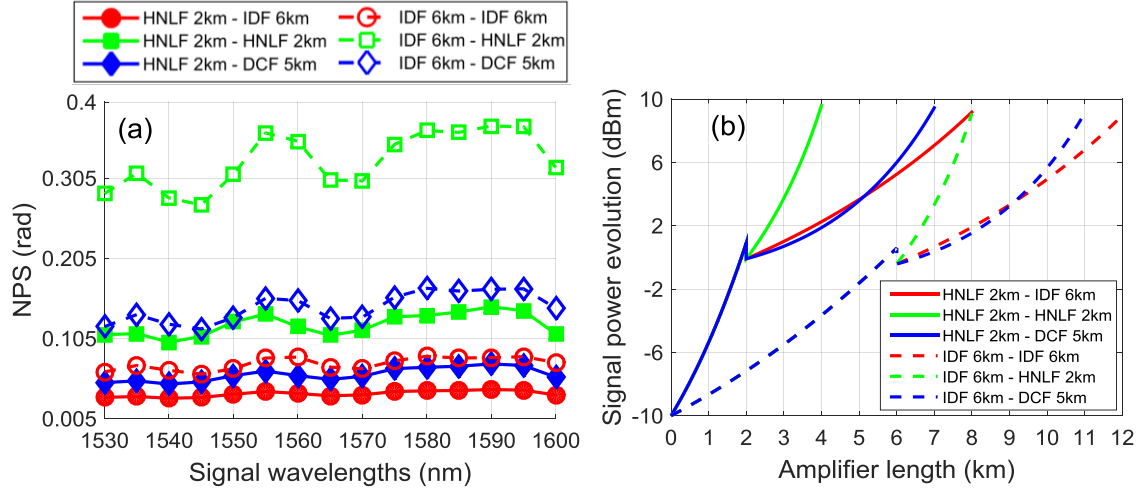 HNLF 2km - IDF 6km
HNLF 2km - HNLF 2km
HNLF 2km - DCF 5km
IDF 6km - IDF 6km
IDF 6km - HNLF 2km
IDF 6km - DCF 5km
(a)
NPS (rad)
0.4
0.305
0.205
0.105
0.005
1530 1540 1550 1560 1570 1580 1590 1600
Signal wavelengths (nm)
(b)
Signal power evolution (dBm)
10
6
2
-2
-6
-10
0 1 2 3 4 5 6 7 8 9 10 11 12
Amplifier length (km)
HNLF 2km - IDF 6km
HNLF 2km - HNLF 2km
HNLF 2km - DCF 5km
IDF 6km - IDF 6km
IDF 6km - HNLF 2km
IDF 6km - DCF 5km